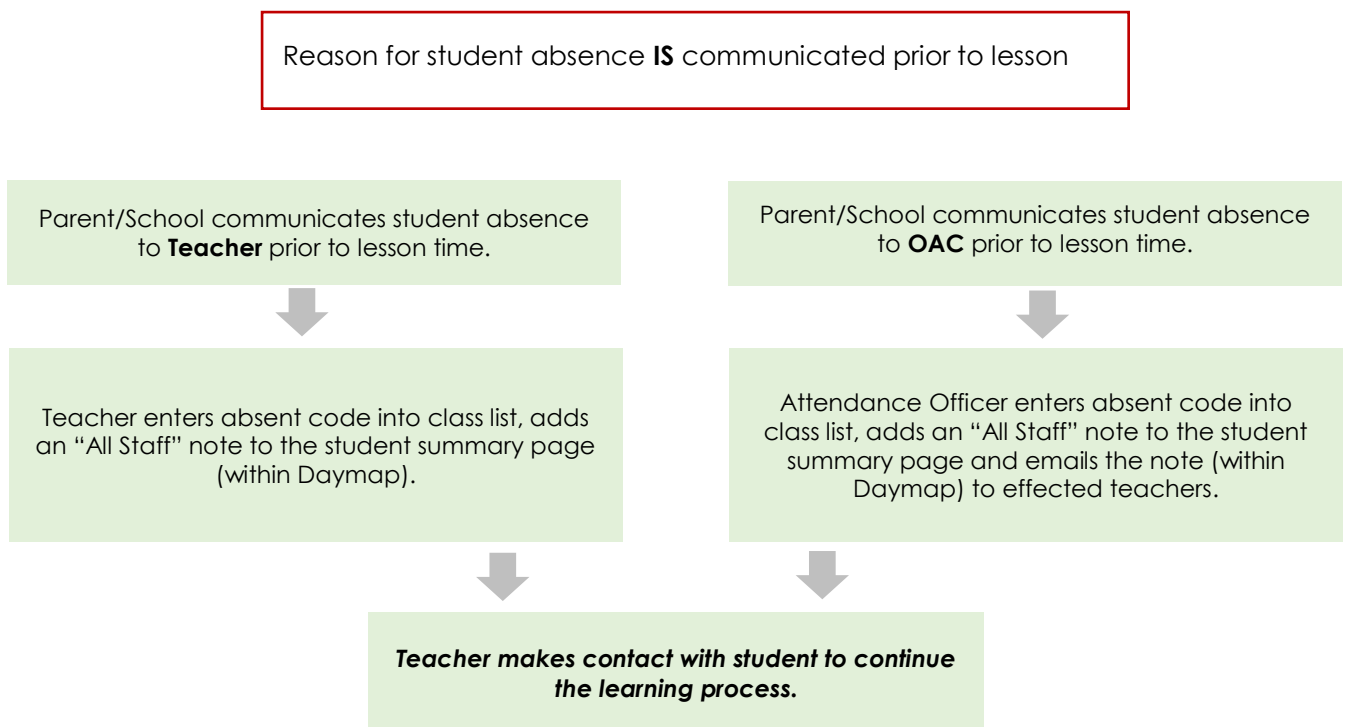 Reason for student absence IS communicated prior to lesson
Parent/School communicates student absence
to Teacher prior to lesson time.
Parent/School communicates student absence
to OAC prior to lesson time.
Teacher enters absent code into class list, adds
an “All Staff” note to the student summary page
(within Daymap).
Attendance Officer enters absent code into
class list, adds an “All Staff” note to the student
summary page and emails the note (within
Daymap) to effected teachers.
Teacher makes contact with student to continue
the learning process.